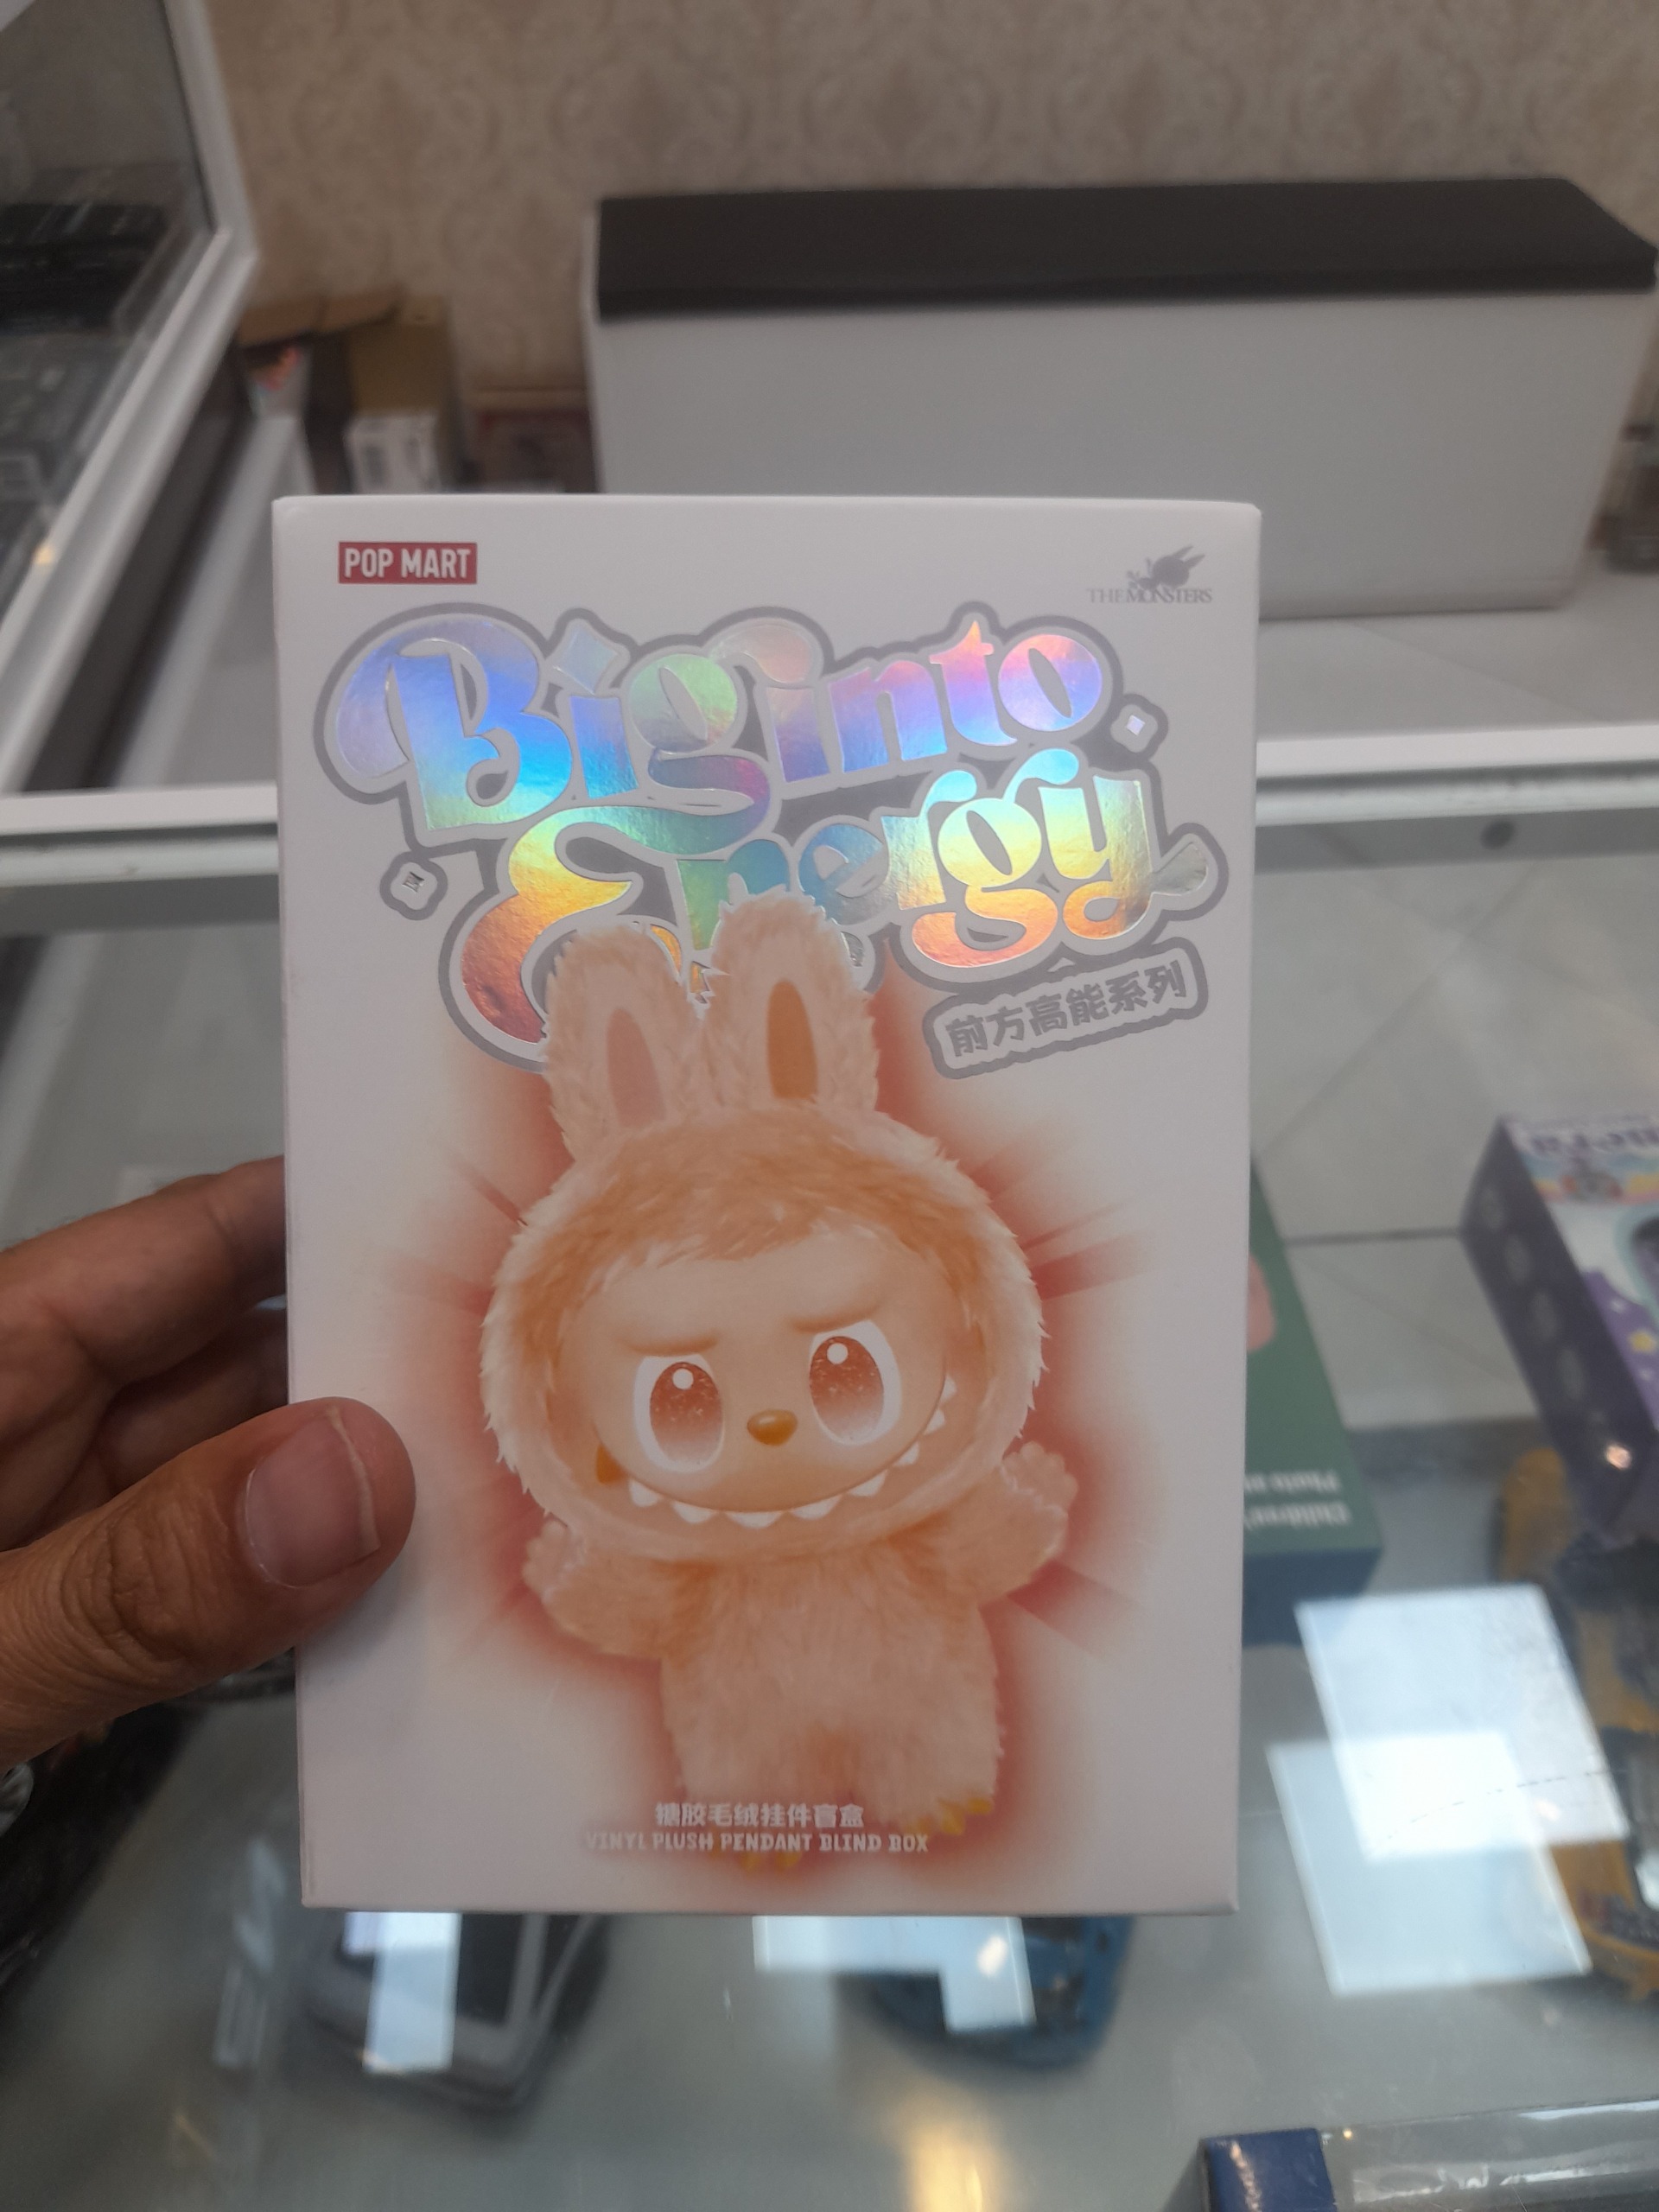 POP MART
THE MONSTERS
Big into
Energy
前方高能系列
搪胶毛绒挂件盲盒
VINYL PLUSH PENDANT BLIND BOX
Children's